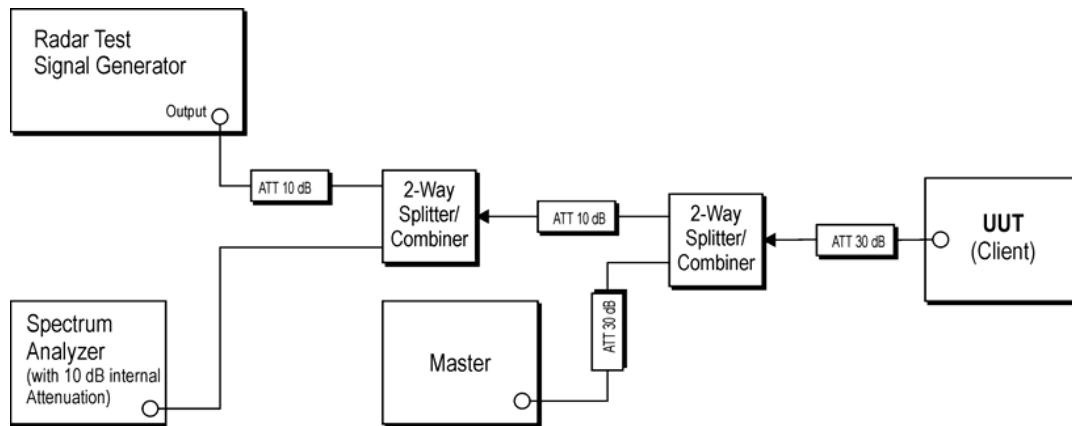 Radar Test
Signal Generator
Output
ATT 10 dB
2-Way
Splitter/
Combiner
ATT 10 dB
2-Way
Splitter/
Combiner
ATT 30 dB
UUT
(Client)
Spectrum
Analyzer
(with 10 dB internal
Attenuation)
Master
ATT 30 dB